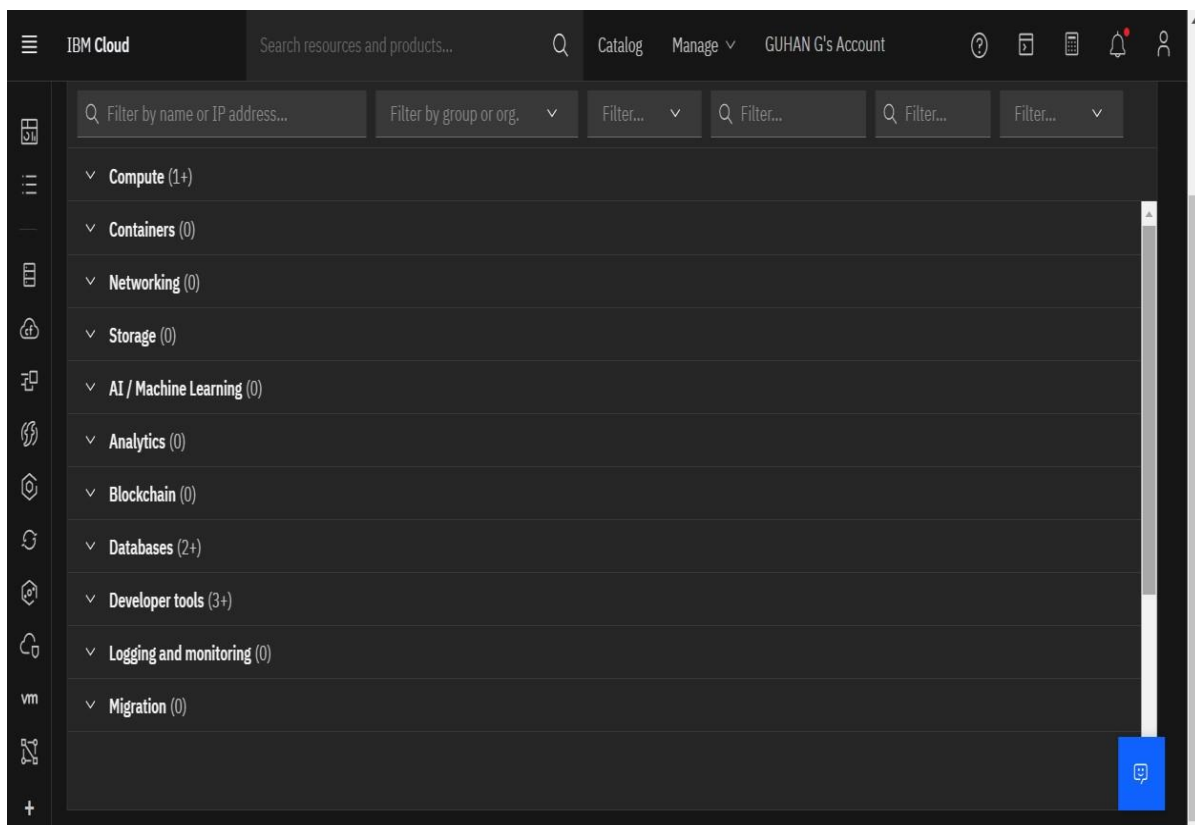 IBM Cloud Search resources and products... Catalog Manage GUHAN G's Account
Filter by name or IP address... Filter by group or org. Filter... Filter... Filter... Filter...
Compute (1+)
Containers (0)
Networking (0)
Storage (0)
AI / Machine Learning (0)
Analytics (0)
Blockchain (0)
Databases (2+)
Developer tools (3+)
Logging and monitoring (0)
vm
Migration (0)